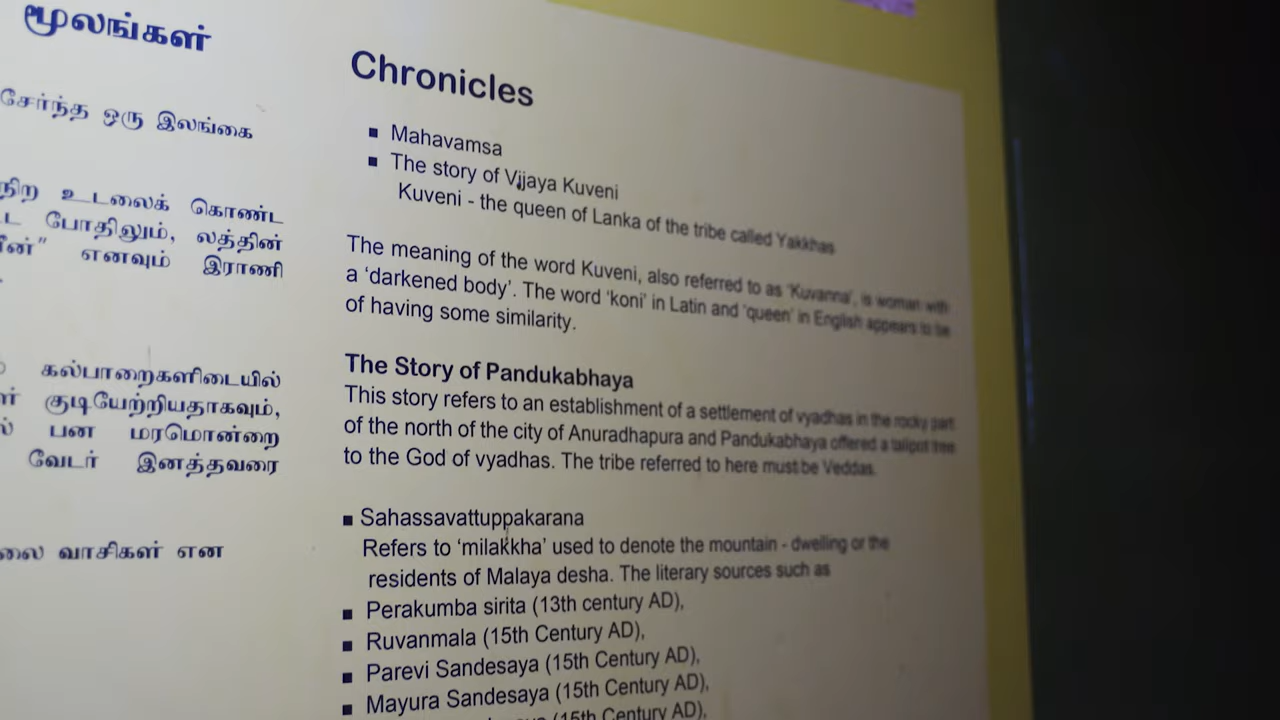 மூலங்கள்
சேர்ந்த ஒரு இலங்கை
நிற உடலைக் கொண்ட
போதிலும், லத்தின்
எனவும் இராணி
கல்பாறைகளிடையில்
குடியேற்றியதாகவும்,
பன மரமொன்றை
வேடர் இனத்தவரை
வாசிகள் என
Chronicles
▪ Mahavamsa
▪ The story of Vijaya Kuveni
Kuveni - the queen of Lanka of the tribe called Yakkhas
The meaning of the word Kuveni, also referred to as 'Kuvanna', is woman with
a 'darkened body'. The word 'koni' in Latin and 'queen' in English appears to be
of having some similarity.
The Story of Pandukabhaya
This story refers to an establishment of a settlement of vyadhas in the rocky part
of the north of the city of Anuradhapura and Pandukabhaya offered a taliput tree
to the God of vyadhas. The tribe referred to here must be Veddas.
▪ Sahassavattuppakarana
Refers to 'milakkha' used to denote the mountain - dwelling or the
residents of Malaya desha. The literary sources such as
▪ Perakumba sirita (13th century AD),
▪ Ruvanmala (15th Century AD),
▪ Parevi Sandesaya (15th Century AD),
▪ Mayura Sandesaya (15th Century AD),
(15th Century AD),